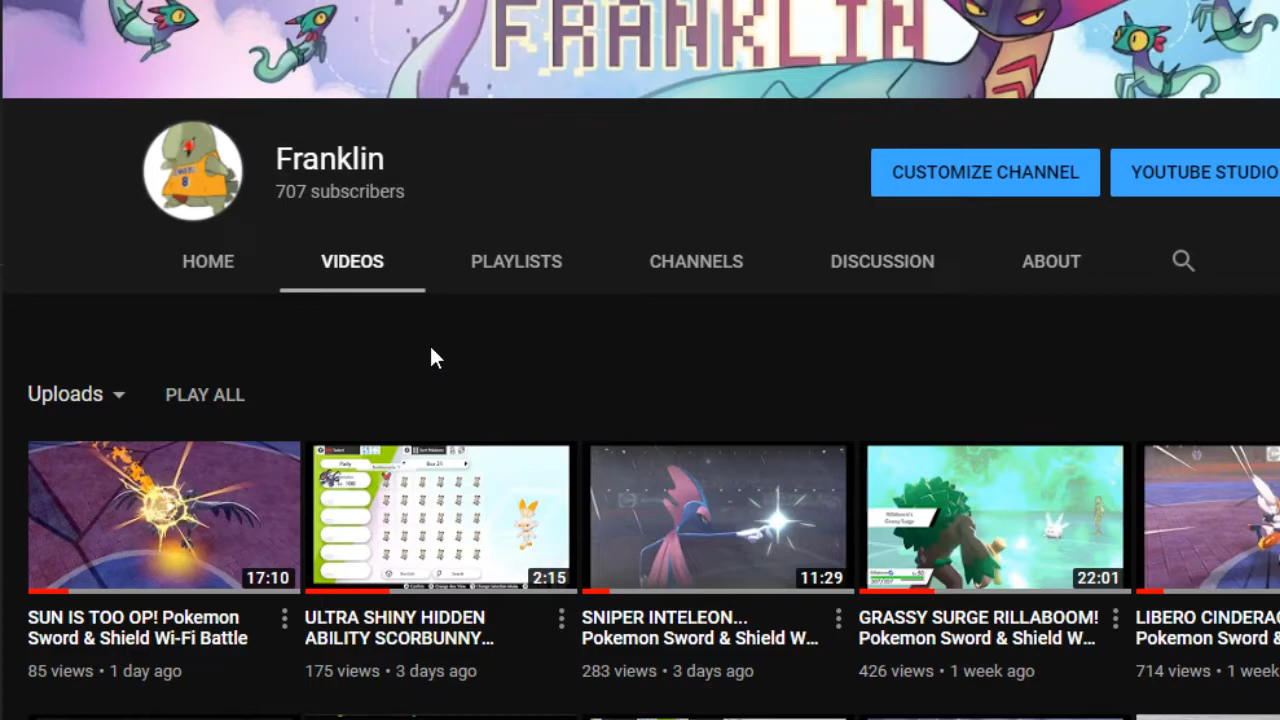 FRANKLIN
Franklin
707 subscribers
CUSTOMIZE CHANNEL
YOUTUBE STUDIO
HOME
VIDEOS
PLAYLISTS
CHANNELS
DISCUSSION
ABOUT
Uploads
PLAY ALL
17:10
2:15
11:29
22:01
SUN IS TOO OP! Pokemon
Sword & Shield Wi-Fi Battle
85 views • 1 day ago
ULTRA SHINY HIDDEN
ABILITY SCORBUNNY...
175 views • 3 days ago
SNIPER INTELEON...
Pokemon Sword & Shield W...
283 views • 3 days ago
GRASSY SURGE RILLABOOM!
Pokemon Sword & Shield W...
426 views • 1 week ago
LIBERO CINDERAC
Pokemon Sword &
714 views • 1 week